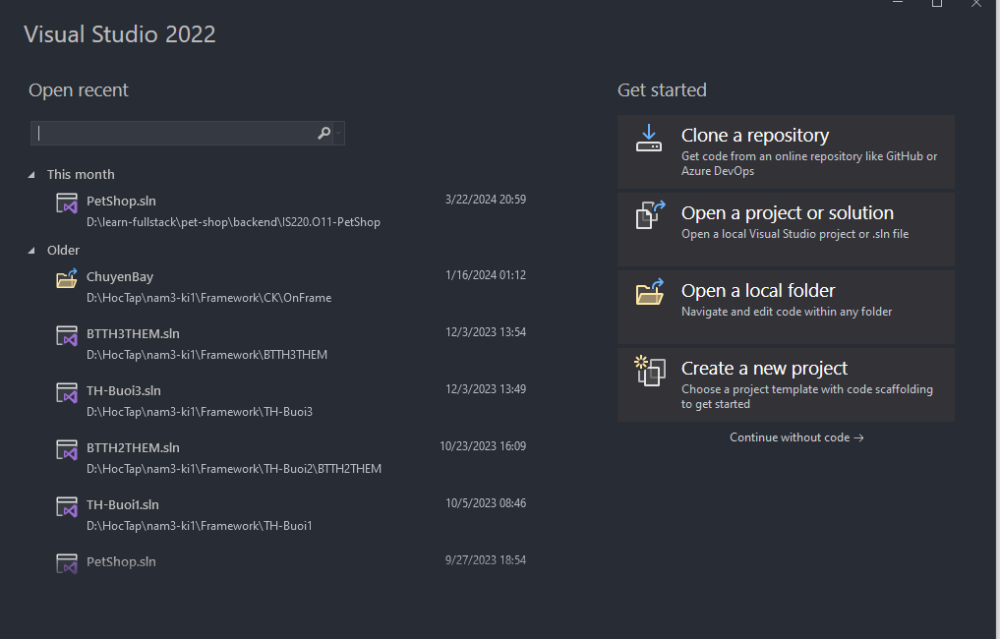 Visual Studio 2022
Open recent
This month
PetShop.sln
3/22/2024 20:59
D:\learn-fullstack\pet-shop\backend\IS220.O11-PetShop
Older
ChuyenBay
1/16/2024 01:12
D:\HocTap\nam3-ki1\Framework\CK\OnFrame
BTTH3THEM.sln
12/3/2023 13:54
D:\HocTap\nam3-ki1\Framework\BTTH3THEM
TH-Buoi3.sln
12/3/2023 13:49
D:\HocTap\nam3-ki1\Framework\TH-Buoi3
BTTH2THEM.sln
10/23/2023 16:09
D:\HocTap\nam3-ki1\Framework\TH-Buoi2\BTTH2THEM
TH-Buoi1.sln
10/5/2023 08:46
D:\HocTap\nam3-ki1\Framework\TH-Buoi1
PetShop.sln
9/27/2023 18:54
Get started
Clone a repository
Get code from an online repository like GitHub or
Azure DevOps
Open a project or solution
Open a local Visual Studio project or .sln file
Open a local folder
Navigate and edit code within any folder
Create a new project
Choose a project template with code scaffolding
to get started
Continue without code →